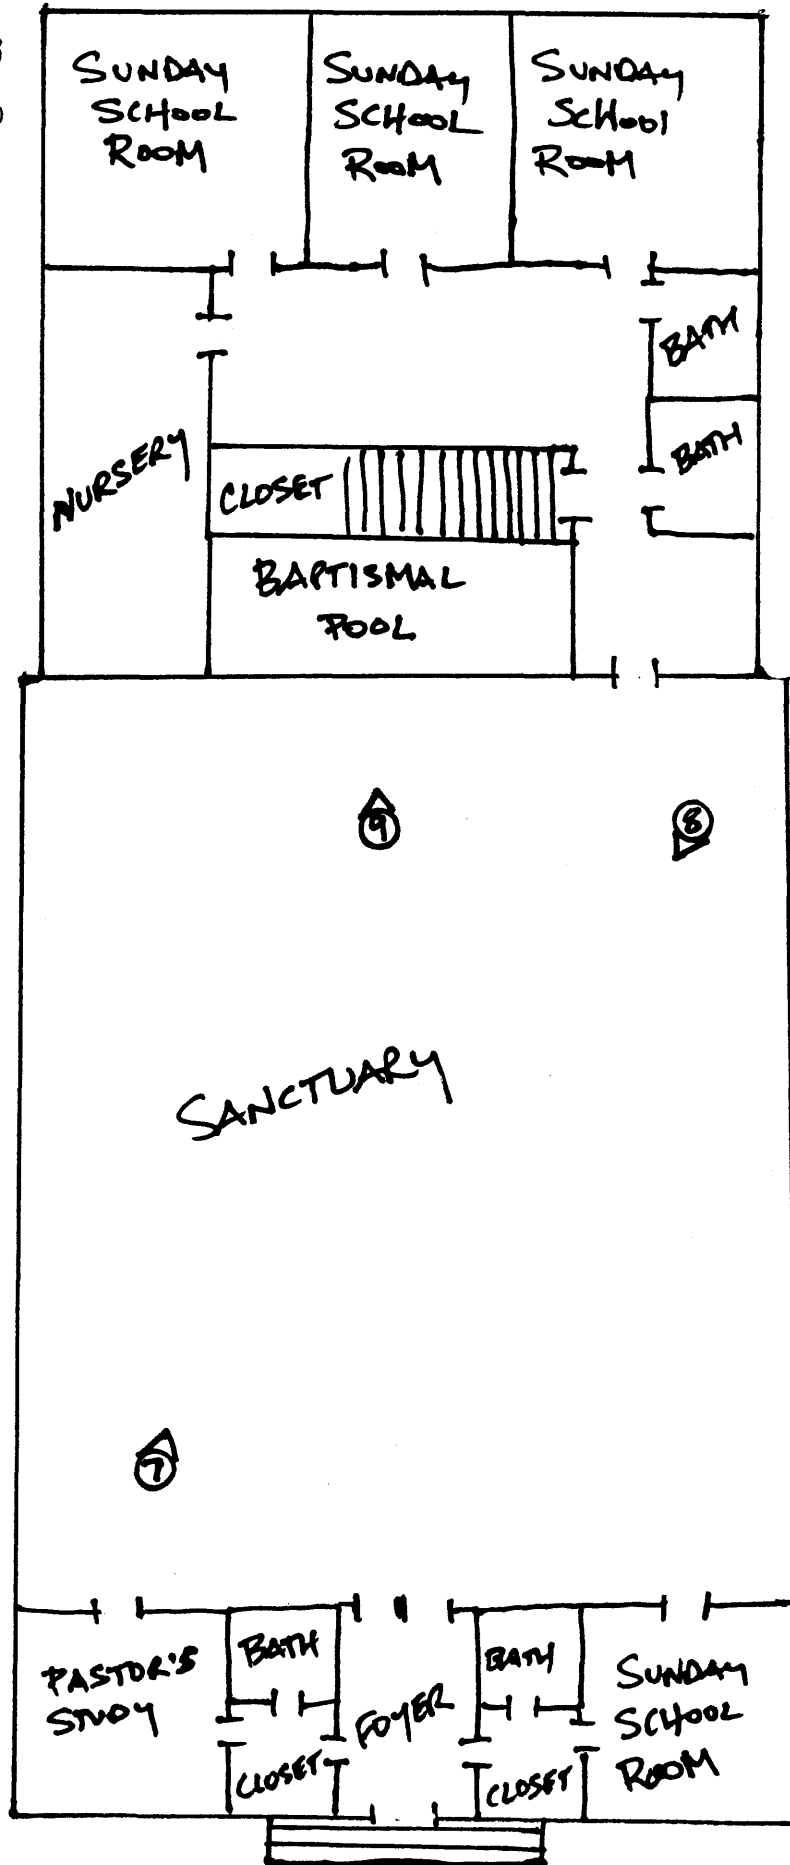 SUNDAY
SCHOOL
ROOM
SUNDAY
SCHOOL
ROOM
SUNDAY
SCHOOL
ROOM
BATH
BATH
NURSERY
CLOSET
BAPTISMAL
POOL
9
8
SANCTUARY
7
PASTOR'S
STUDY
BATH
FOYER
BATH
SUNDAY
SCHOOL
ROOM
CLOSET
CLOSET